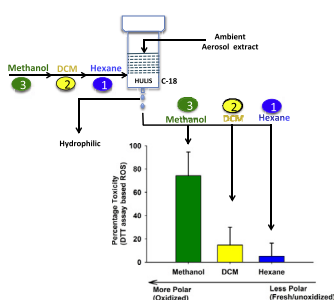 Ambient
Aerosol extract
Methanol DCM Hexane
3 2 1
HULIS C-18
Hydrophilic
3 2 1
Methanol DCM Hexane
Percentage Toxicity
(DTT assay based ROS)
100
80
60
40
20
0
Methanol DCM Hexane
More Polar Less Polar
(Oxidized) (Fresh/unoxidized)